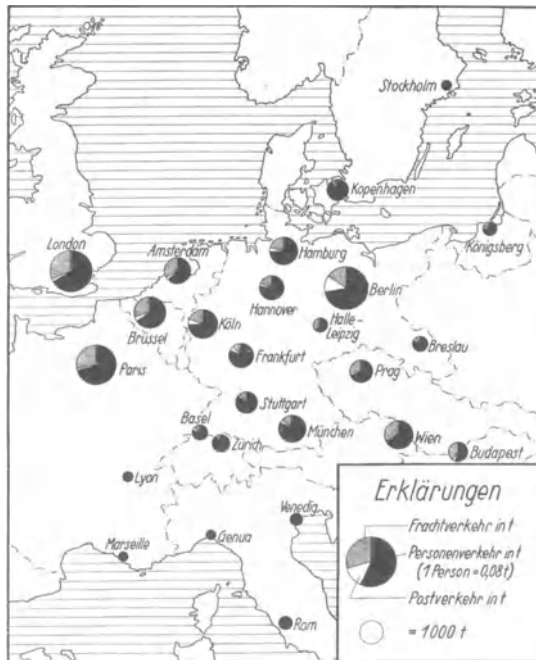 Stockholm
Kopenhagen
Königsberg
London
Amsterdam
Hamburg
Hannover
Berlin
Brüssel
Köln
Halle-
Leipzig
Breslau
Paris
Frankfurt
Prag
Stuttgart
Basel
Zürich
München
Wien
Budapest
Lyon
Venedig
Marseille
Genua
Rom
Erklärungen
Frachtverkehr in t
Personenverkehr in t
(1 Person = 0,08 t)
Postverkehr in t
= 1000 t